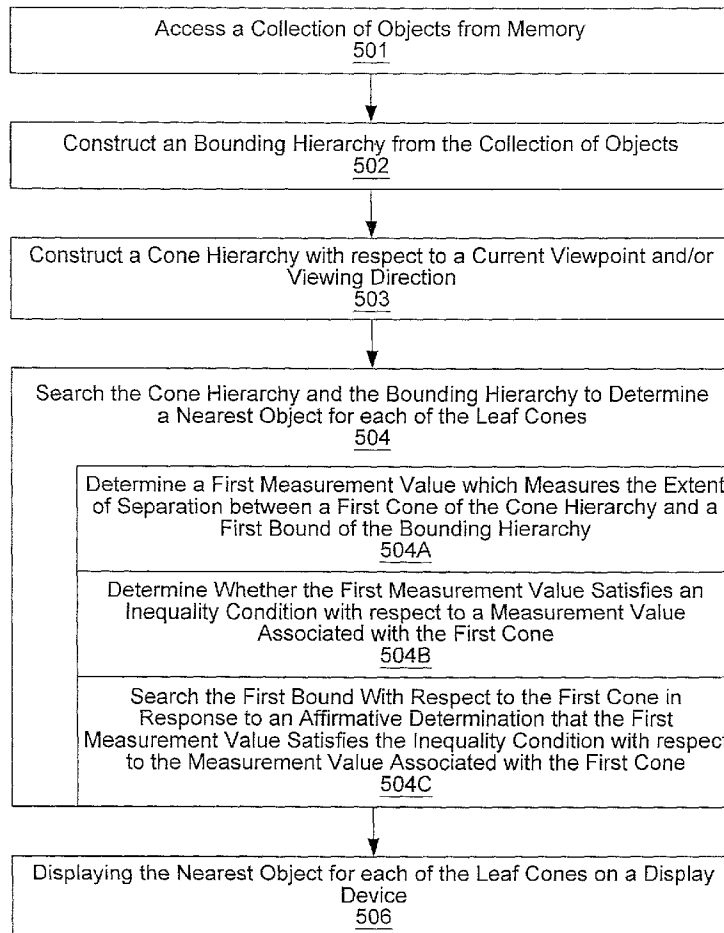 Access a Collection of Objects from Memory
501
Construct an Bounding Hierarchy from the Collection of Objects
502
Construct a Cone Hierarchy with respect to a Current Viewpoint and/or
Viewing Direction
503
Search the Cone Hierarchy and the Bounding Hierarchy to Determine
a Nearest Object for each of the Leaf Cones
504
Determine a First Measurement Value which Measures the Extent
of Separation between a First Cone of the Cone Hierarchy and a
First Bound of the Bounding Hierarchy
504A
Determine Whether the First Measurement Value Satisfies an
Inequality Condition with respect to a Measurement Value
Associated with the First Cone
504B
Search the First Bound With Respect to the First Cone in
Response to an Affirmative Determination that the First
Measurement Value Satisfies the Inequality Condition with respect
to the Measurement Value Associated with the First Cone
504C
Displaying the Nearest Object for each of the Leaf Cones on a Display
Device
506